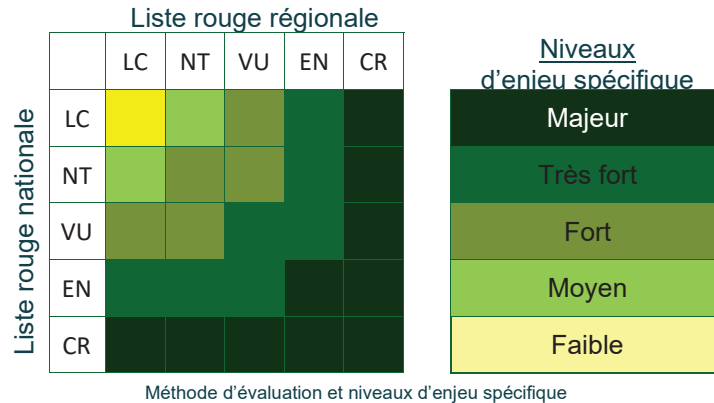 Liste rouge régionale
LC NT VU EN CR
Liste rouge nationale
LC
NT
VU
EN
CR
Niveaux
d'enjeu spécifique
Majeur
Très fort
Fort
Moyen
Faible
Méthode d'évaluation et niveaux d'enjeu spécifique